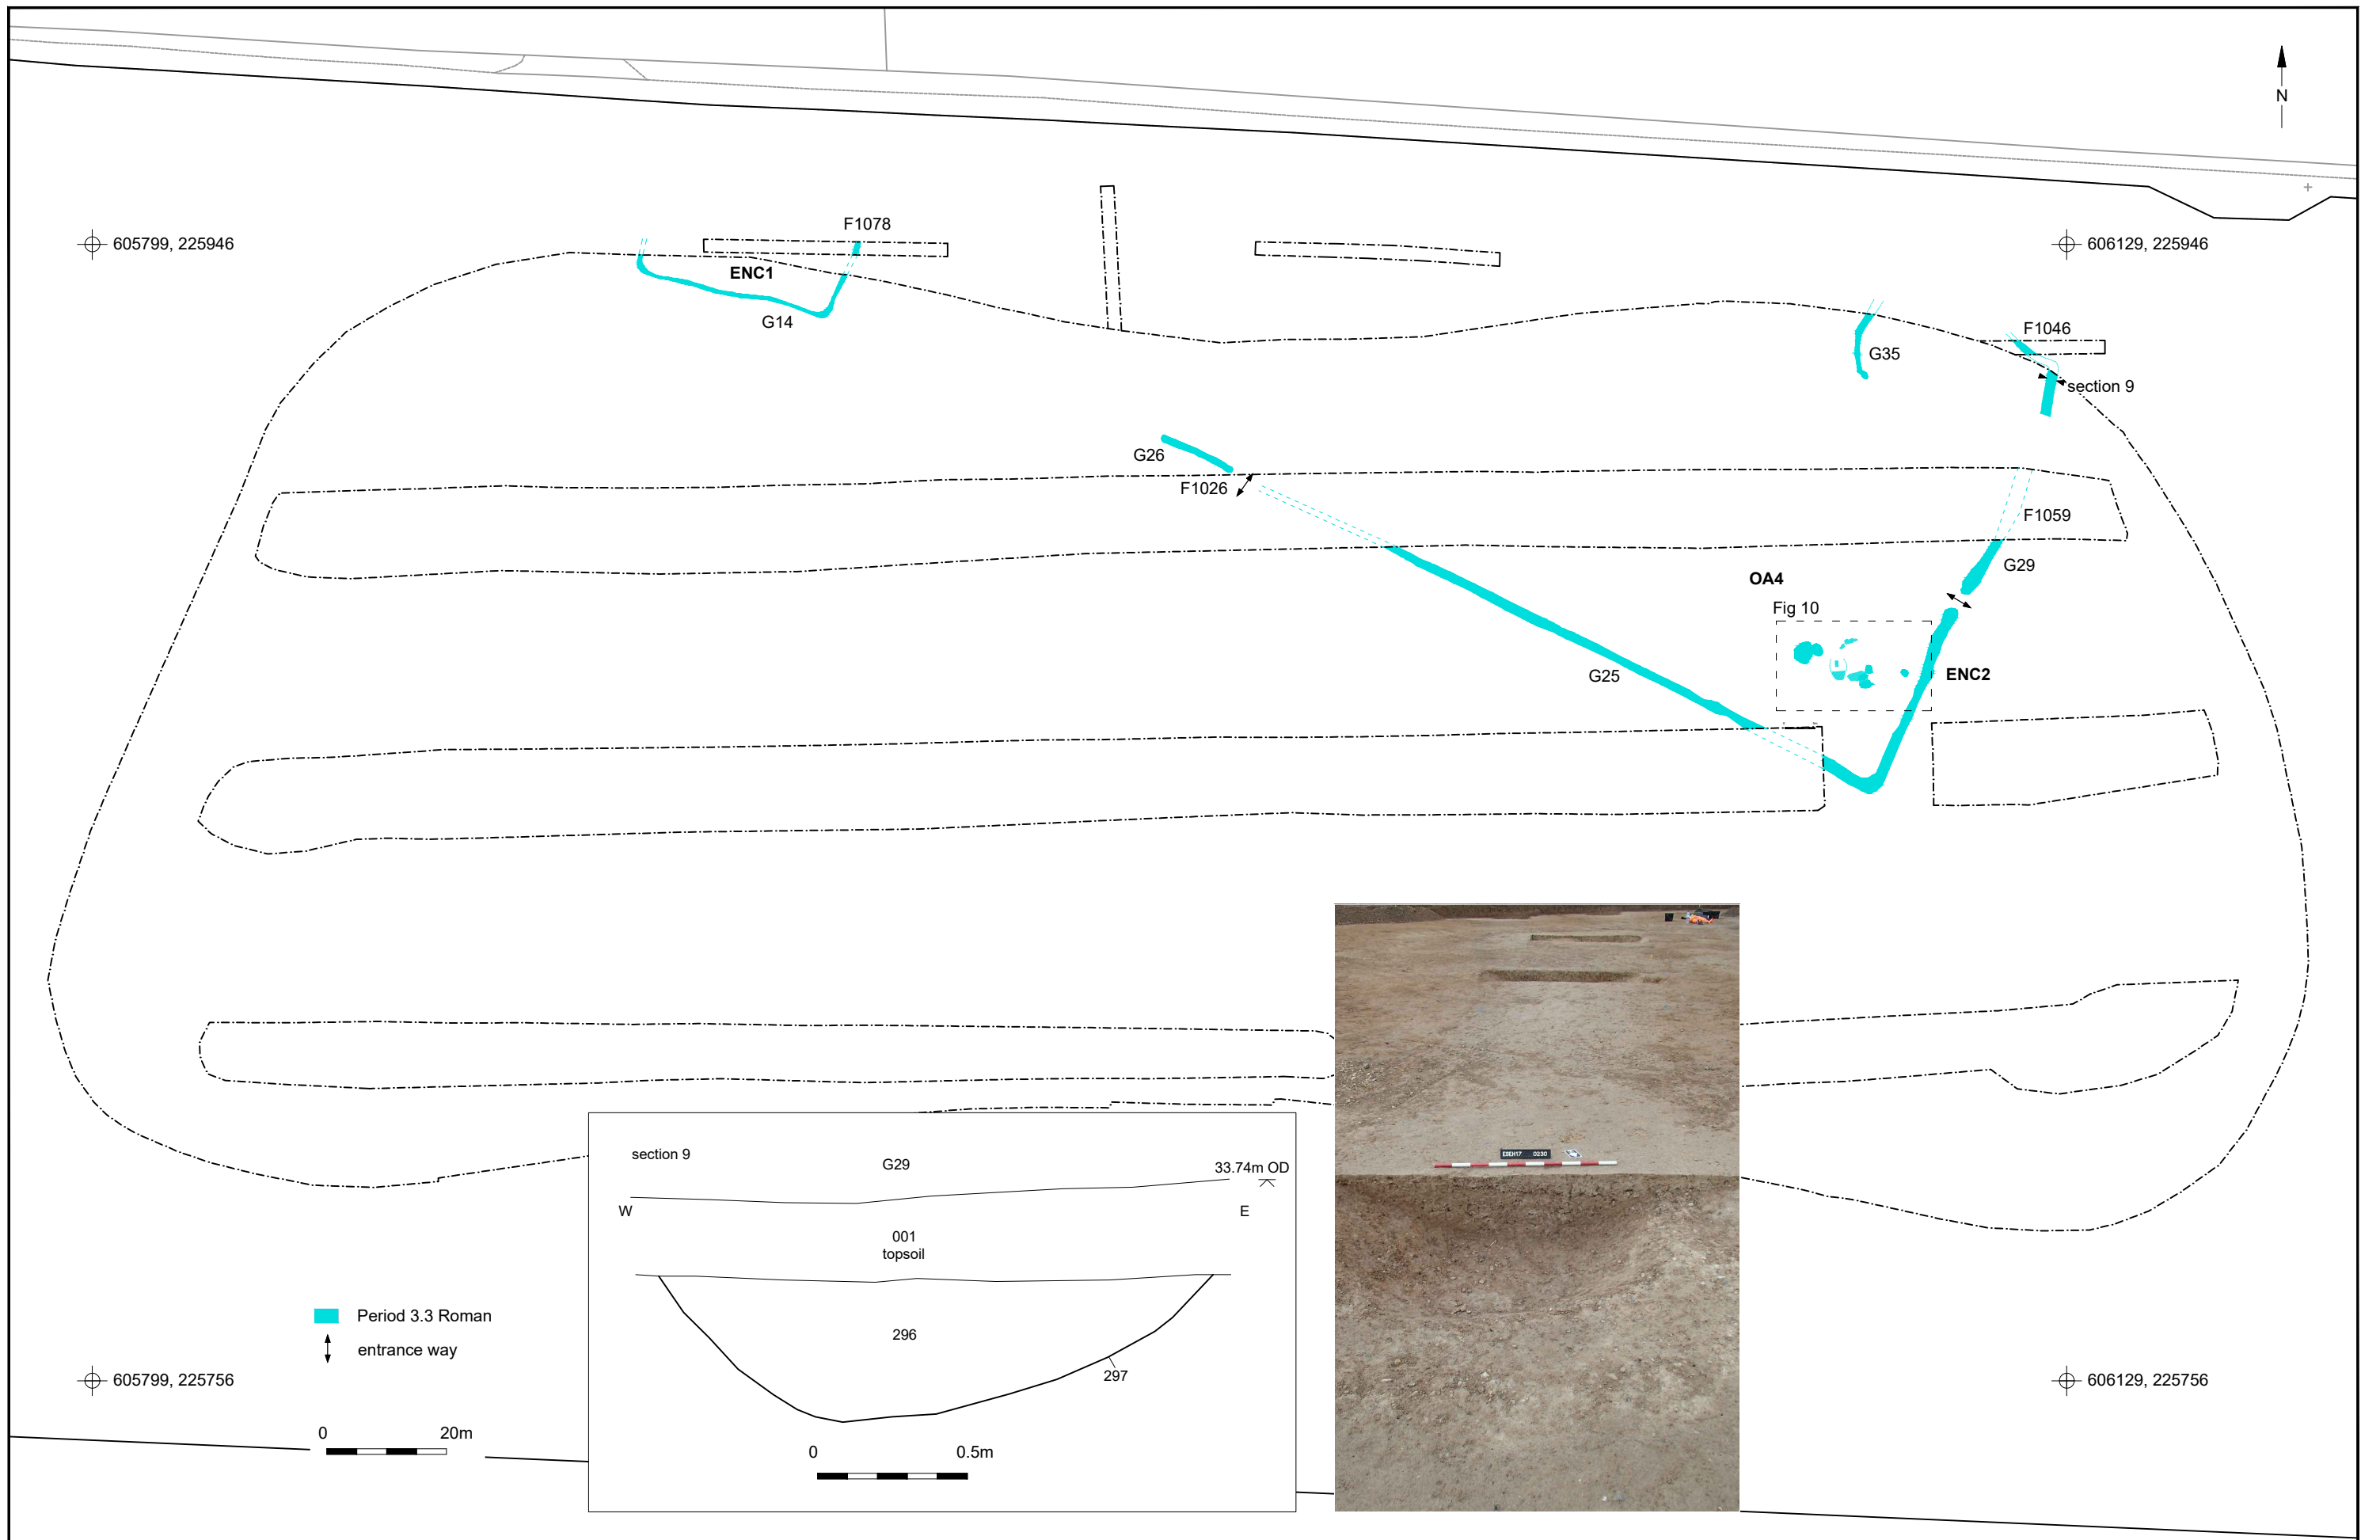 N
605799, 225946
F1078
606129, 225946
ENC1
G14
F1046
G35
section 9
G26
F1026
F1059
G29
OA4
Fig 10
G25
ENC2
EBEH17 0230
section 9
G29
33.74m OD
W
E
001
topsoil
296
297
0 0.5m
Period 3.3 Roman
entrance way
605799, 225756
606129, 225756
0 20m